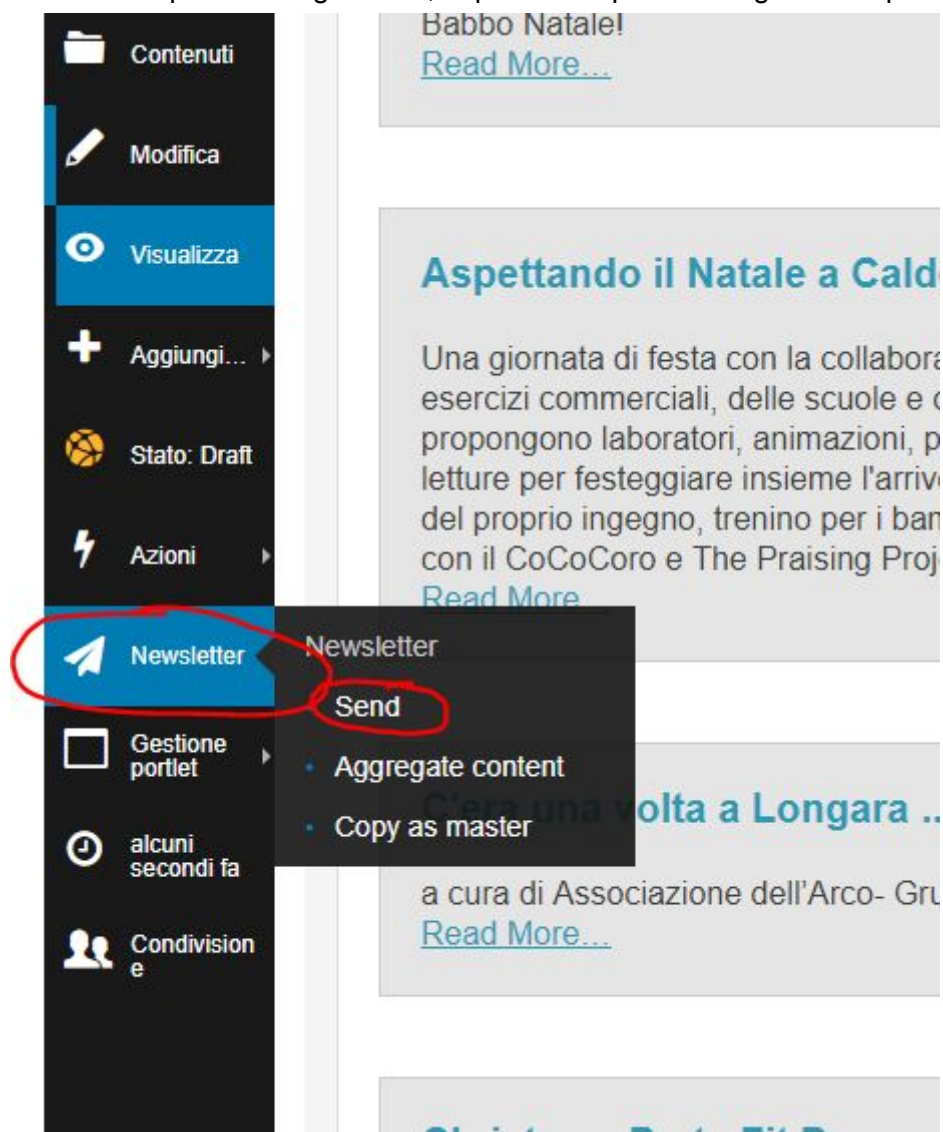 Contenuti
Modifica
Visualizza
Aggiungi...
Stato: Draft
Azioni
Newsletter
Gestione
portlet
alcuni
secondi fa
Condivision
e
Newsletter
Send
Aggregate content
Copy as master
Babbo Natale!
Read More...
Aspettando il Natale a Cald
Una giornata di festa con la collabora
esercizi commerciali, delle scuole e
propongono laboratori, animazioni, p
letture per festeggiare insieme l'arriv
del proprio ingegno, trenino per i bam
con il CoCoCoro e The Praising Proj
Read More
C'era una volta a Longara ..
a cura di Associazione dell'Arco- Gru
Read More...